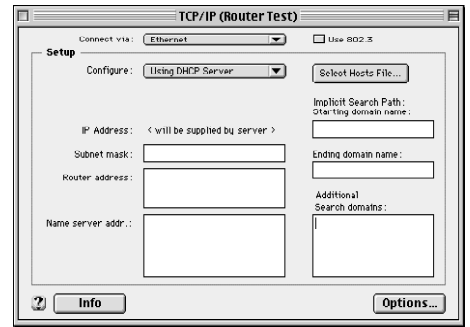 TCP/IP (Router Test)
Connect via: Ethernet
Use 802.3
Setup
Configure: Using DHCP Server
Select Hosts File...
Implicit Search Path:
Starting domain name:
IP Address: < will be supplied by server >
Subnet mask:
Ending domain name:
Router address:
Additional
Search domains:
Name server addr.:
?
Info
Options...